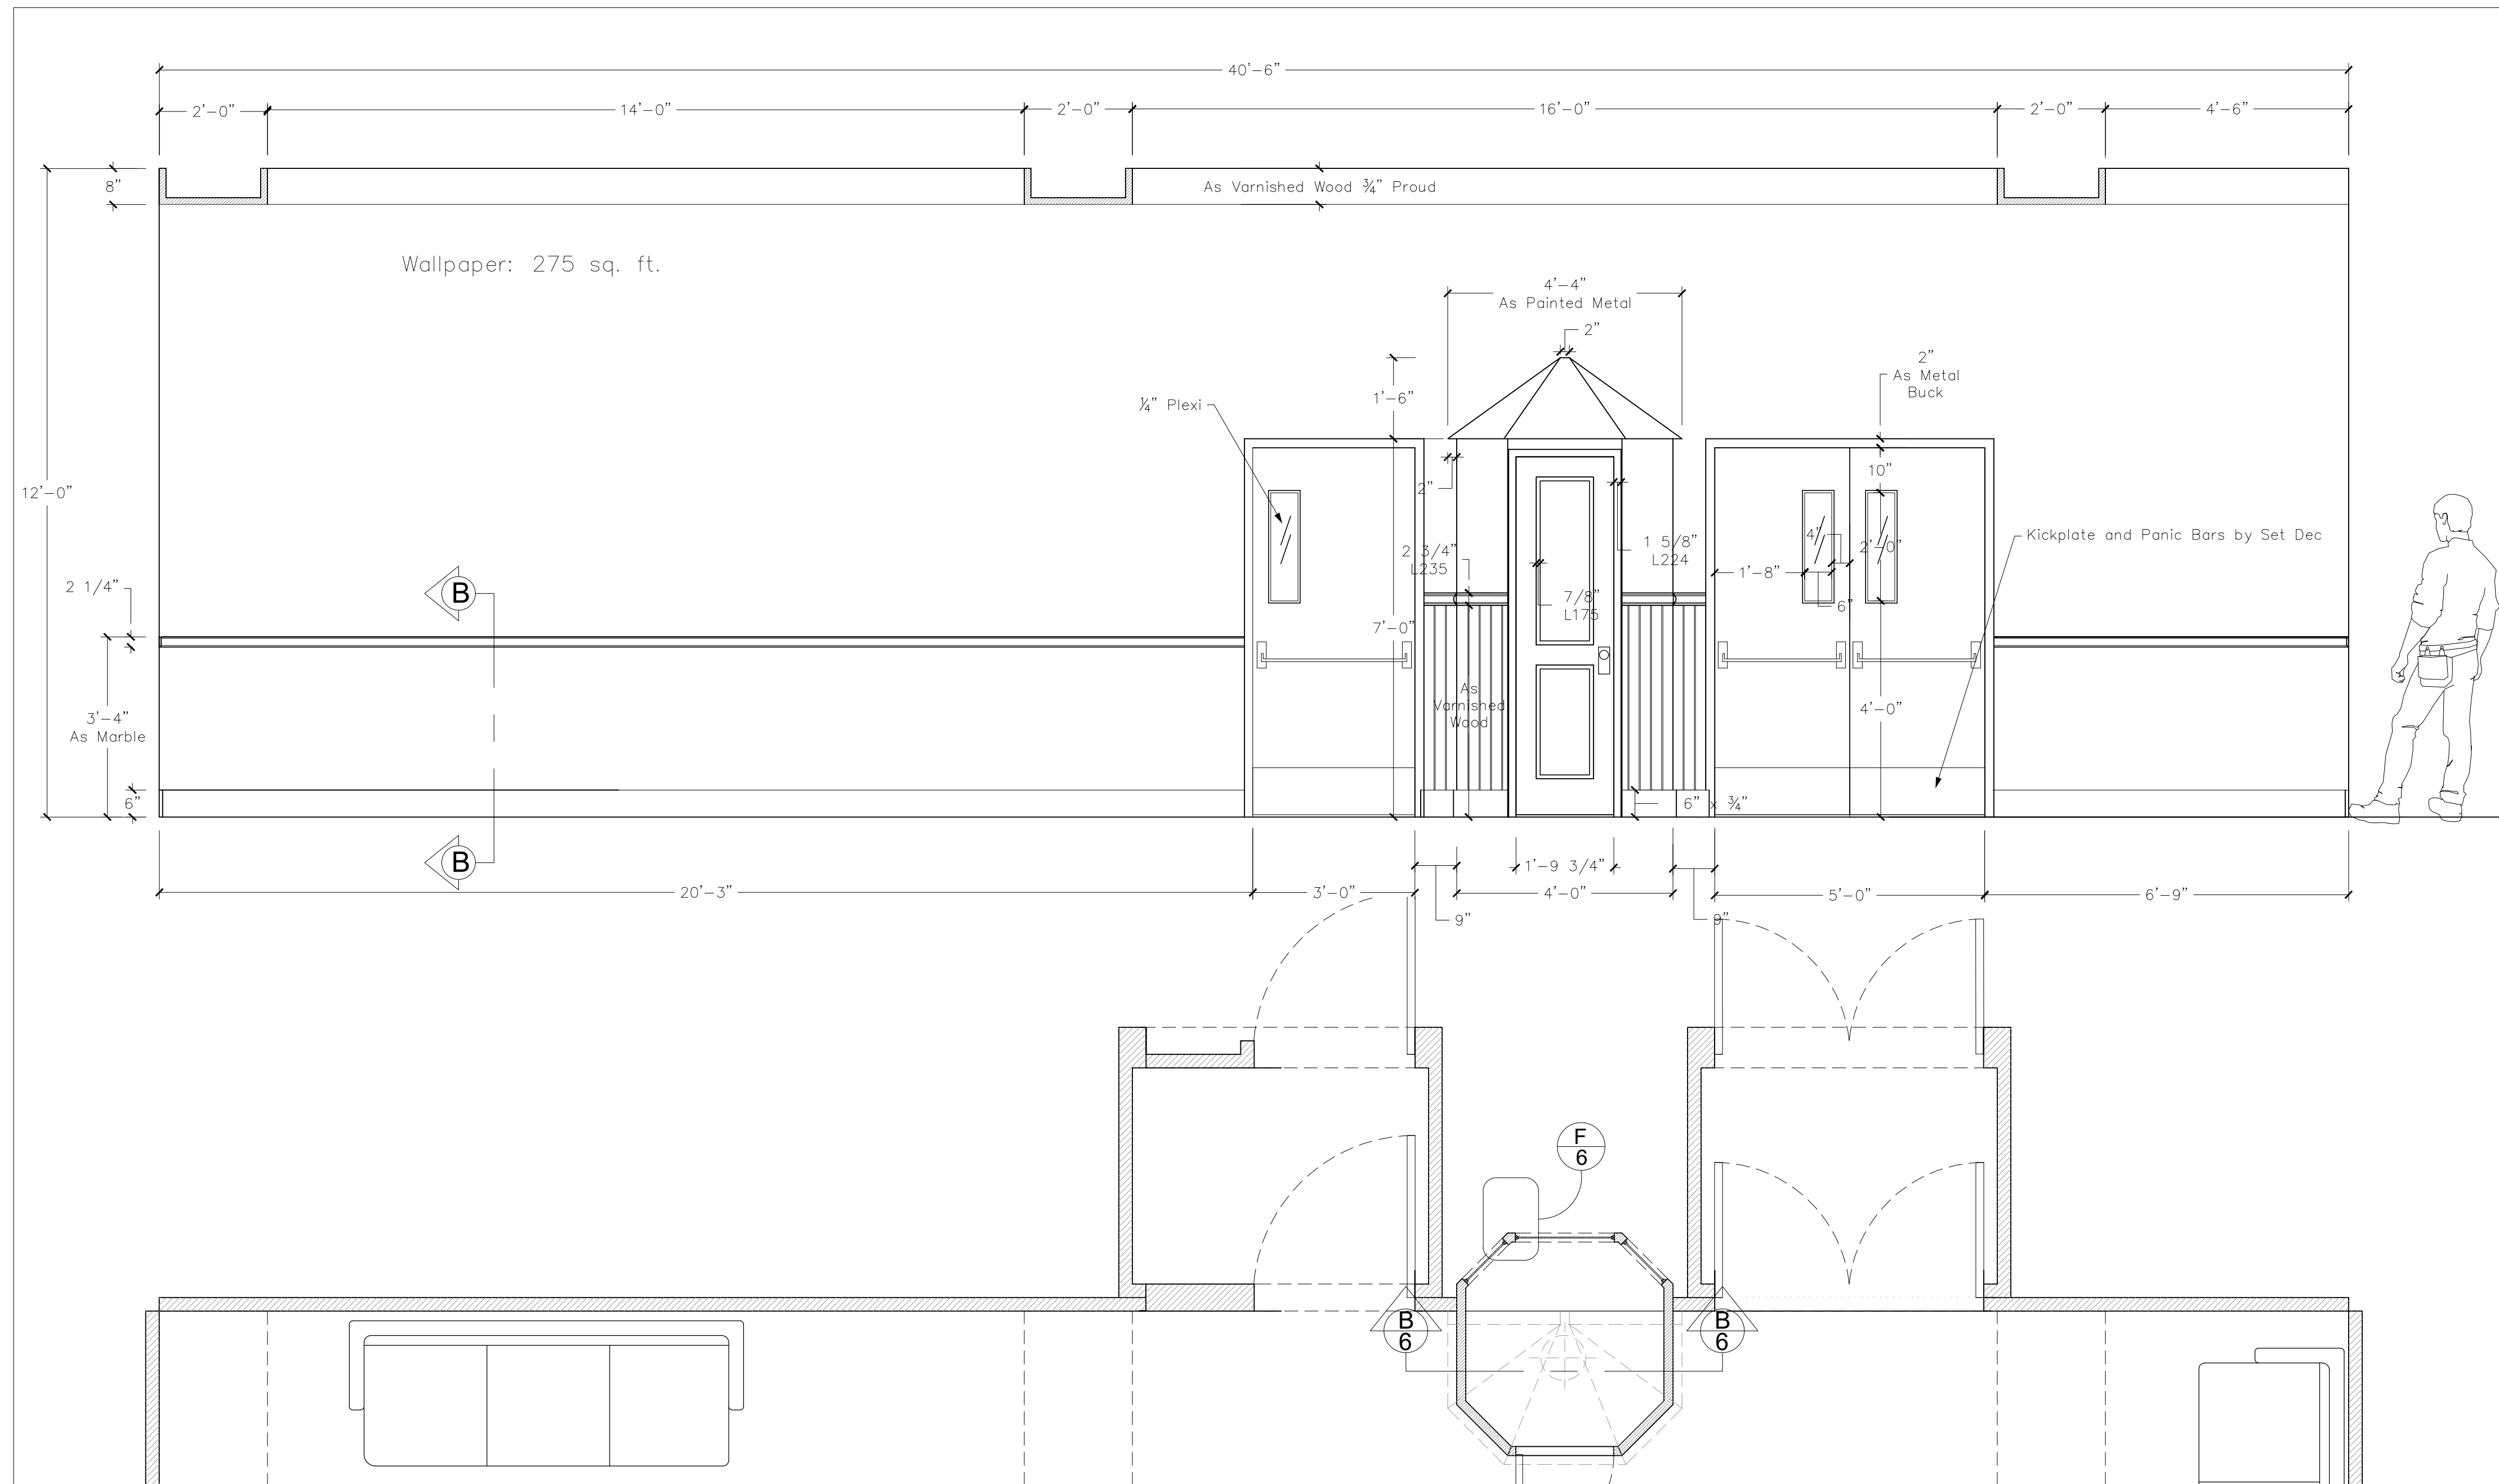 40'-6"
2'-0"
14'-0"
2'-0"
16'-0"
2'-0"
4'-6"
8"
As Varnished Wood ¾" Proud
Wallpaper: 275 sq. ft.
4'-4"
As Painted Metal
2"
2"
As Metal
Buck
1'-6"
¼" Plexi
10"
12'-0"
2"
4"
2'-0"
Kickplate and Panic Bars by Set Dec
2 3/4"
L235
1 5/8"
L224
1'-8"
2 1/4"
B
7/8"
L175
6"
7'-0"
As
Varnished
Wood
4'-0"
3'-4"
As Marble
6"
6" x ¾"
B
1'-9 3/4"
20'-3"
3'-0"
4'-0"
5'-0"
6'-9"
9"
9"
F
6
B
6
B
6